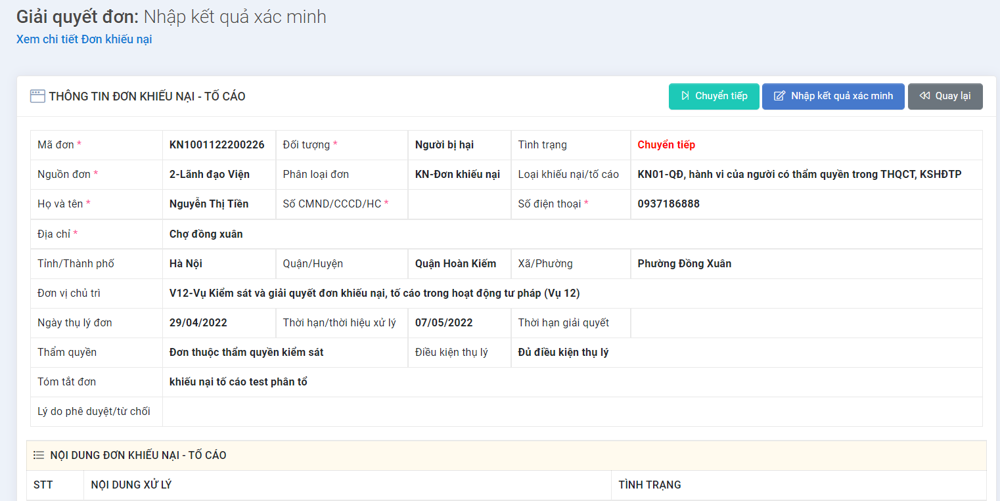 Giải quyết đơn: Nhập kết quả xác minh
Xem chi tiết Đơn khiếu nại
THÔNG TIN ĐƠN KHIẾU NẠI - TỐ CÁO Chuyển tiếp Nhập kết quả xác minh Quay lại
Mã đơn * KN1001122200226 Đối tượng * Người bị hại Tình trạng Chuyển tiếp
Nguồn đơn * 2-Lãnh đạo Viện Phân loại đơn KN-Đơn khiếu nại Loại khiếu nại/tố cáo KN01-QĐ, hành vi của người có thẩm quyền trong THQCT, KSHĐTP
Họ và tên * Nguyễn Thị Tiền Số CMND/CCCD/HC * Số điện thoại * 0937186888
Địa chỉ * Chợ đồng xuân
Tỉnh/Thành phố Hà Nội Quận/Huyện Quận Hoàn Kiếm Xã/Phường Phường Đồng Xuân
Đơn vị chủ trì V12-Vụ Kiểm sát và giải quyết đơn khiếu nại, tố cáo trong hoạt động tư pháp (Vụ 12)
Ngày thụ lý đơn 29/04/2022 Thời hạn/thời hiệu xử lý 07/05/2022 Thời hạn giải quyết
Thẩm quyền Đơn thuộc thẩm quyền kiểm sát Điều kiện thụ lý Đủ điều kiện thụ lý
Tóm tắt đơn khiếu nại tố cáo test phân tổ
Lý do phê duyệt/từ chối
NỘI DUNG ĐƠN KHIẾU NẠI - TỐ CÁO
STT NỘI DUNG XỬ LÝ TÌNH TRẠNG